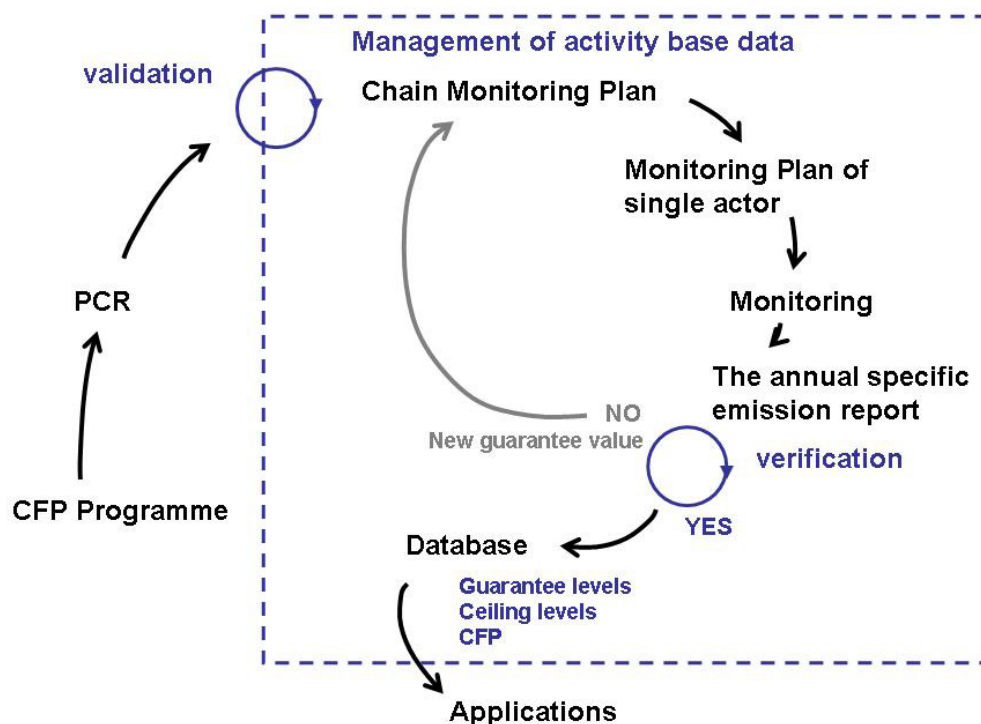 Management of activity base data
validation
Chain Monitoring Plan
Monitoring Plan of
single actor
PCR
Monitoring
The annual specific
emission report
NO
New guarantee value
verification
CFP Programme
YES
Database
Guarantee levels
Ceiling levels
CFP
Applications